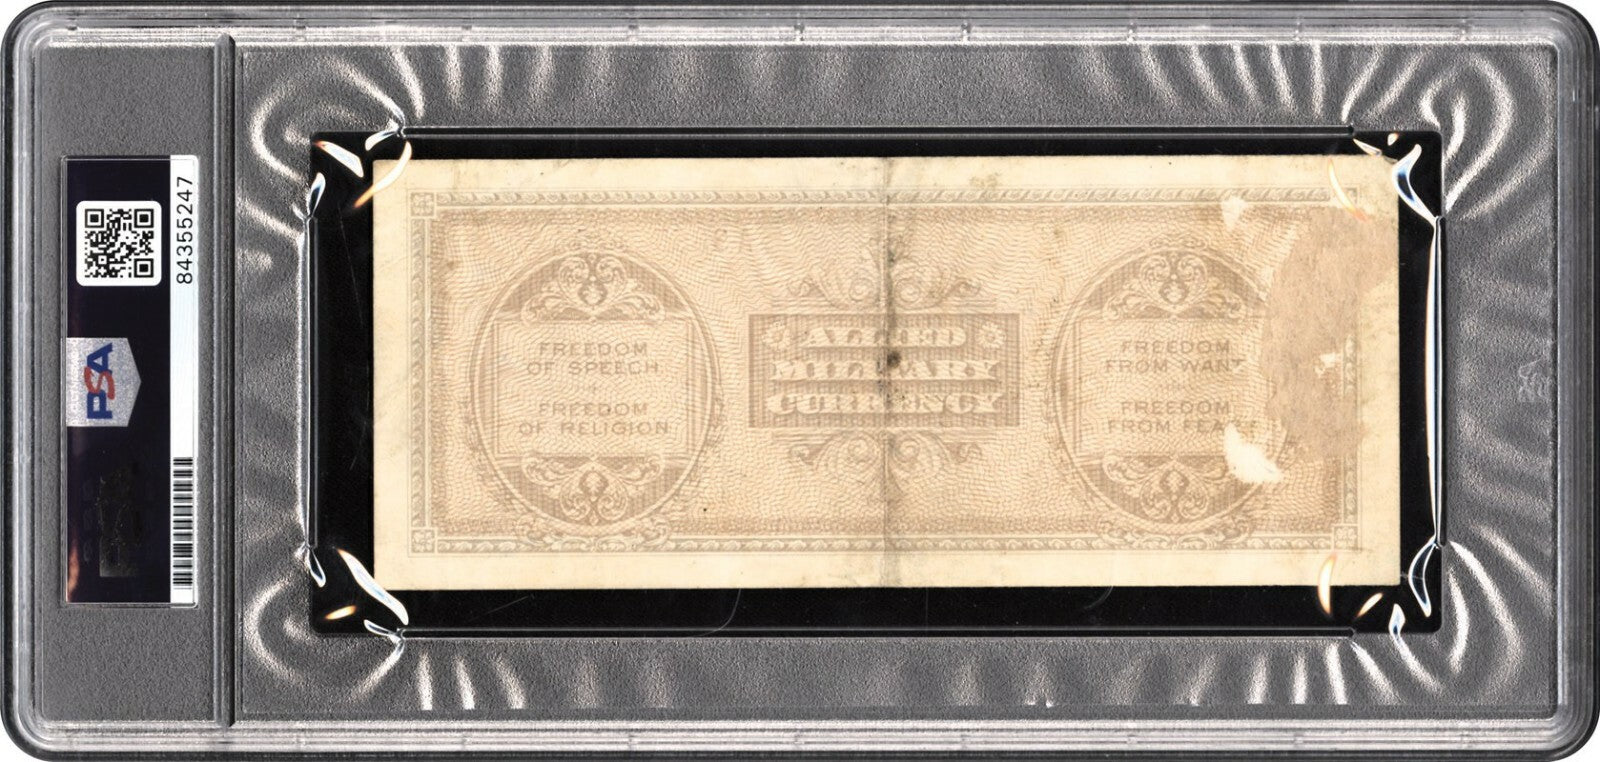 84355247
PSA
FREEDOM
OF SPEECH
FREEDOM
OF RELIGION
ALLIED
MILITARY
CURRENCY
FREEDOM
FROM WANT
FREEDOM
FROM FEAR